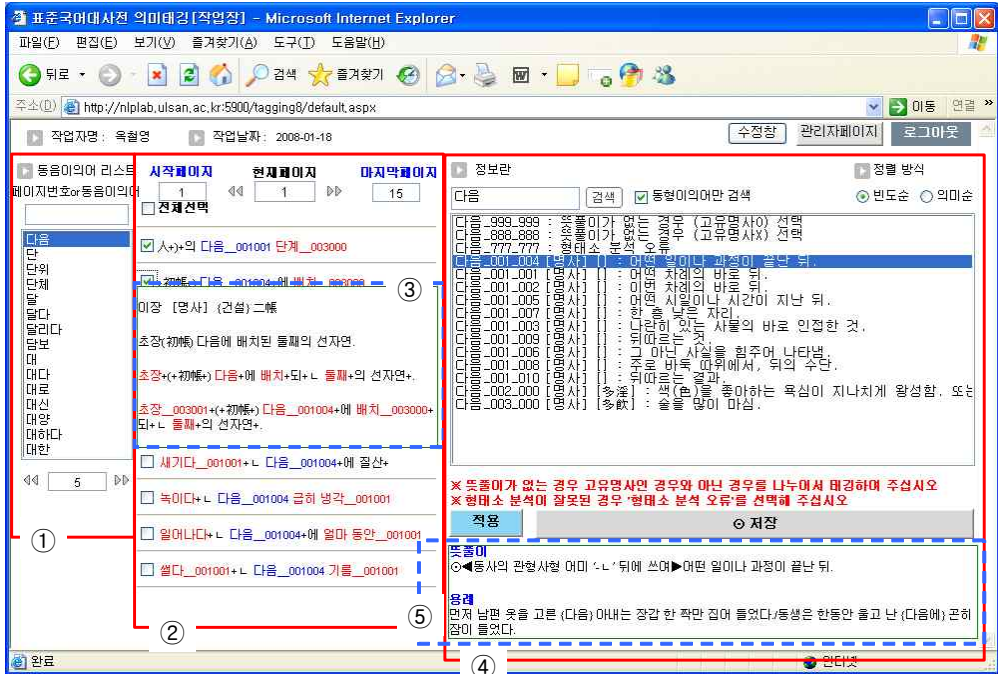 표준국어대사전 의미태깅[작업장] - Microsoft Internet Explorer
파일(F) 편집(E) 보기(V) 즐겨찾기(A) 도구(T) 도움말(H)
뒤로 검색 즐겨찾기
주소(D) http://nlplab.ulsan.ac.kr:5900/tagging8/default.aspx 이동 연결 »
작업자명: 옥철영 작업날짜: 2008-01-18 수정창 관리자페이지 로그아웃
동음이의어 리스트
페이지번호or동음이의어
다음
단
단위
단체
달
달다
달리다
담보
대
대다
대로
대신
대양
대하다
대한
5
①
시작페이지 현재페이지 마지막페이지
1 1 15
전체선택
人+)+의 다음__001001 단계__003000
初帳+) 다음__001004+에 배치__003000
③
이장 [명사] {건설} 二帳
초장(初帳) 다음에 배치된 둘째의 선자연.
초장+(+初帳+) 다음+에 배치+되+ㄴ 둘째+의 선자연+.
초장__003001+(+初帳+) 다음__001004+에 배치__003000+
되+ㄴ 둘째+의 선자연+.
새기다__001001+ㄴ 다음__001004+에 질산+
녹이다+ㄴ 다음__001004 급히 냉각__001001
일어나다+ㄴ 다음__001004+에 얼마 동안__001001
썰다__001001+ㄴ 다음__001004 기름__001001
②
정보란 정렬 방식
다음 검색 동형이의어만 검색 빈도순 의미순
다음_999_999 : 뜻풀이가 없는 경우 (고유명사O) 선택
다음_888_888 : 뜻풀이가 없는 경우 (고유명사X) 선택
다음_777_777 : 형태소 분석 오류
다음_001_004 [명사] [] : 어떤 일이나 과정이 끝난 뒤.
다음_001_001 [명사] [] : 어떤 차례의 바로 뒤.
다음_001_002 [명사] [] : 이번 차례의 바로 뒤.
다음_001_005 [명사] [] : 어떤 시일이나 시간이 지난 뒤.
다음_001_007 [명사] [] : 한 층 낮은 자리.
다음_001_003 [명사] [] : 나란히 있는 사물의 바로 인접한 것.
다음_001_009 [명사] [] : 뒤따르는 것.
다음_001_006 [명사] [] : 그 아닌 사실을 힘주어 나타냄.
다음_001_008 [명사] [] : 주로 바둑 따위에서, 뒤의 수단.
다음_001_010 [명사] [] : 뒤따르는 결과.
다음_002_000 [명사] [多淫] : 색(色)을 좋아하는 욕심이 지나치게 왕성함. 또는
다음_003_000 [명사] [多飮] : 술을 많이 마심.
※ 뜻풀이가 없는 경우 고유명사인 경우와 아닌 경우를 나누어서 태깅하여 주십시오
※ 형태소 분석이 잘못된 경우 '형태소 분석 오류'를 선택해 주십시오
적용 ⊙ 저장
뜻풀이
⊙◀동사의 관형사형 어미 '-ㄴ' 뒤에 쓰여▶어떤 일이나 과정이 끝난 뒤.
용례
먼저 남편 옷을 고른 {다음} 아내는 장갑 한 짝만 집어 들었다./동생은 한동안 울고 난 {다음에} 곤히
잠이 들었다.
⑤
④
완료 인터넷